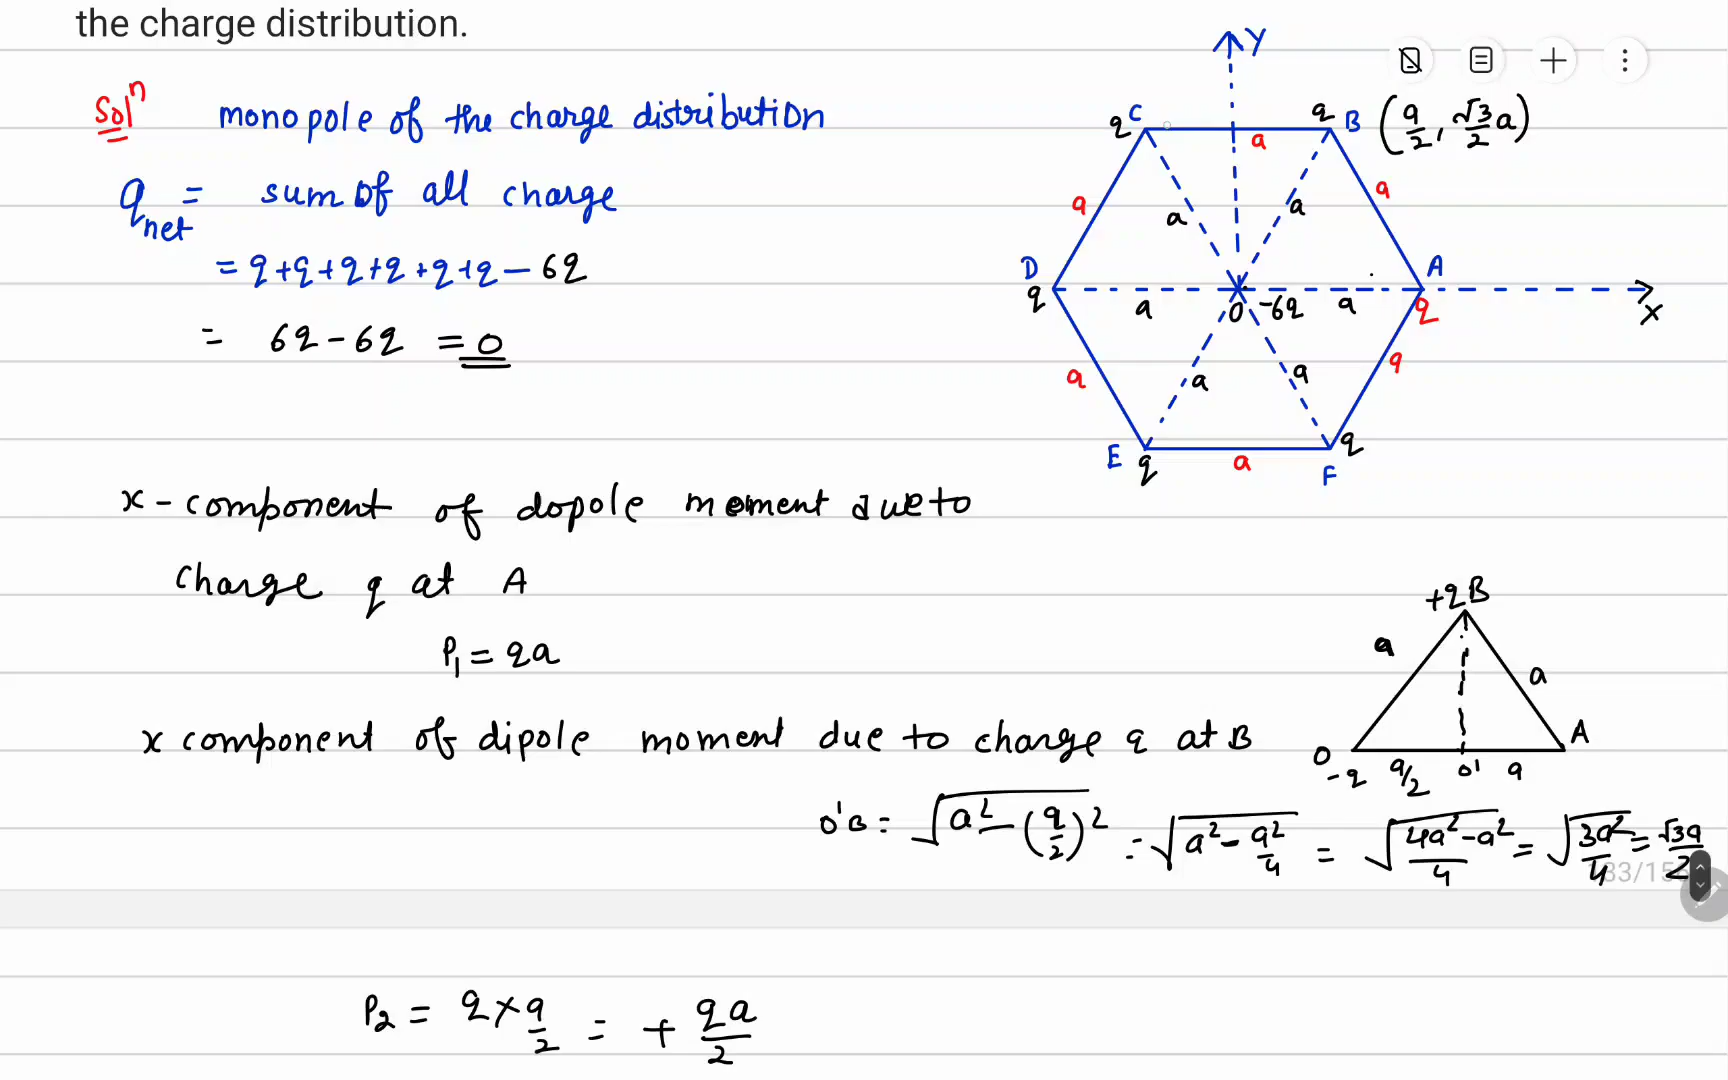 the charge distribution.
Solⁿ monopole of the charge distribution
q_net = sum of all charge
= q+q+q+q+q+q – 6q
= 6q – 6q = 0
Y
q C
q B (a/2, √3/2 a)
a
a
a
a
a
D
q
A
q
a
O
-6q
a
X
a
a
a
a
E
q
a
F
q
x - component of dopole moment due to
charge q at A
P₁ = qa
+q B
a
a
O
-q
a/2
O'
a
A
x component of dipole moment due to charge q at B
O'B = √(a² – (a/2)²) = √(a² – a²/4) = √((4a² – a²)/4) = √(3a²/4) = √3a/2
P₂ = q × a/2 = + qa/2